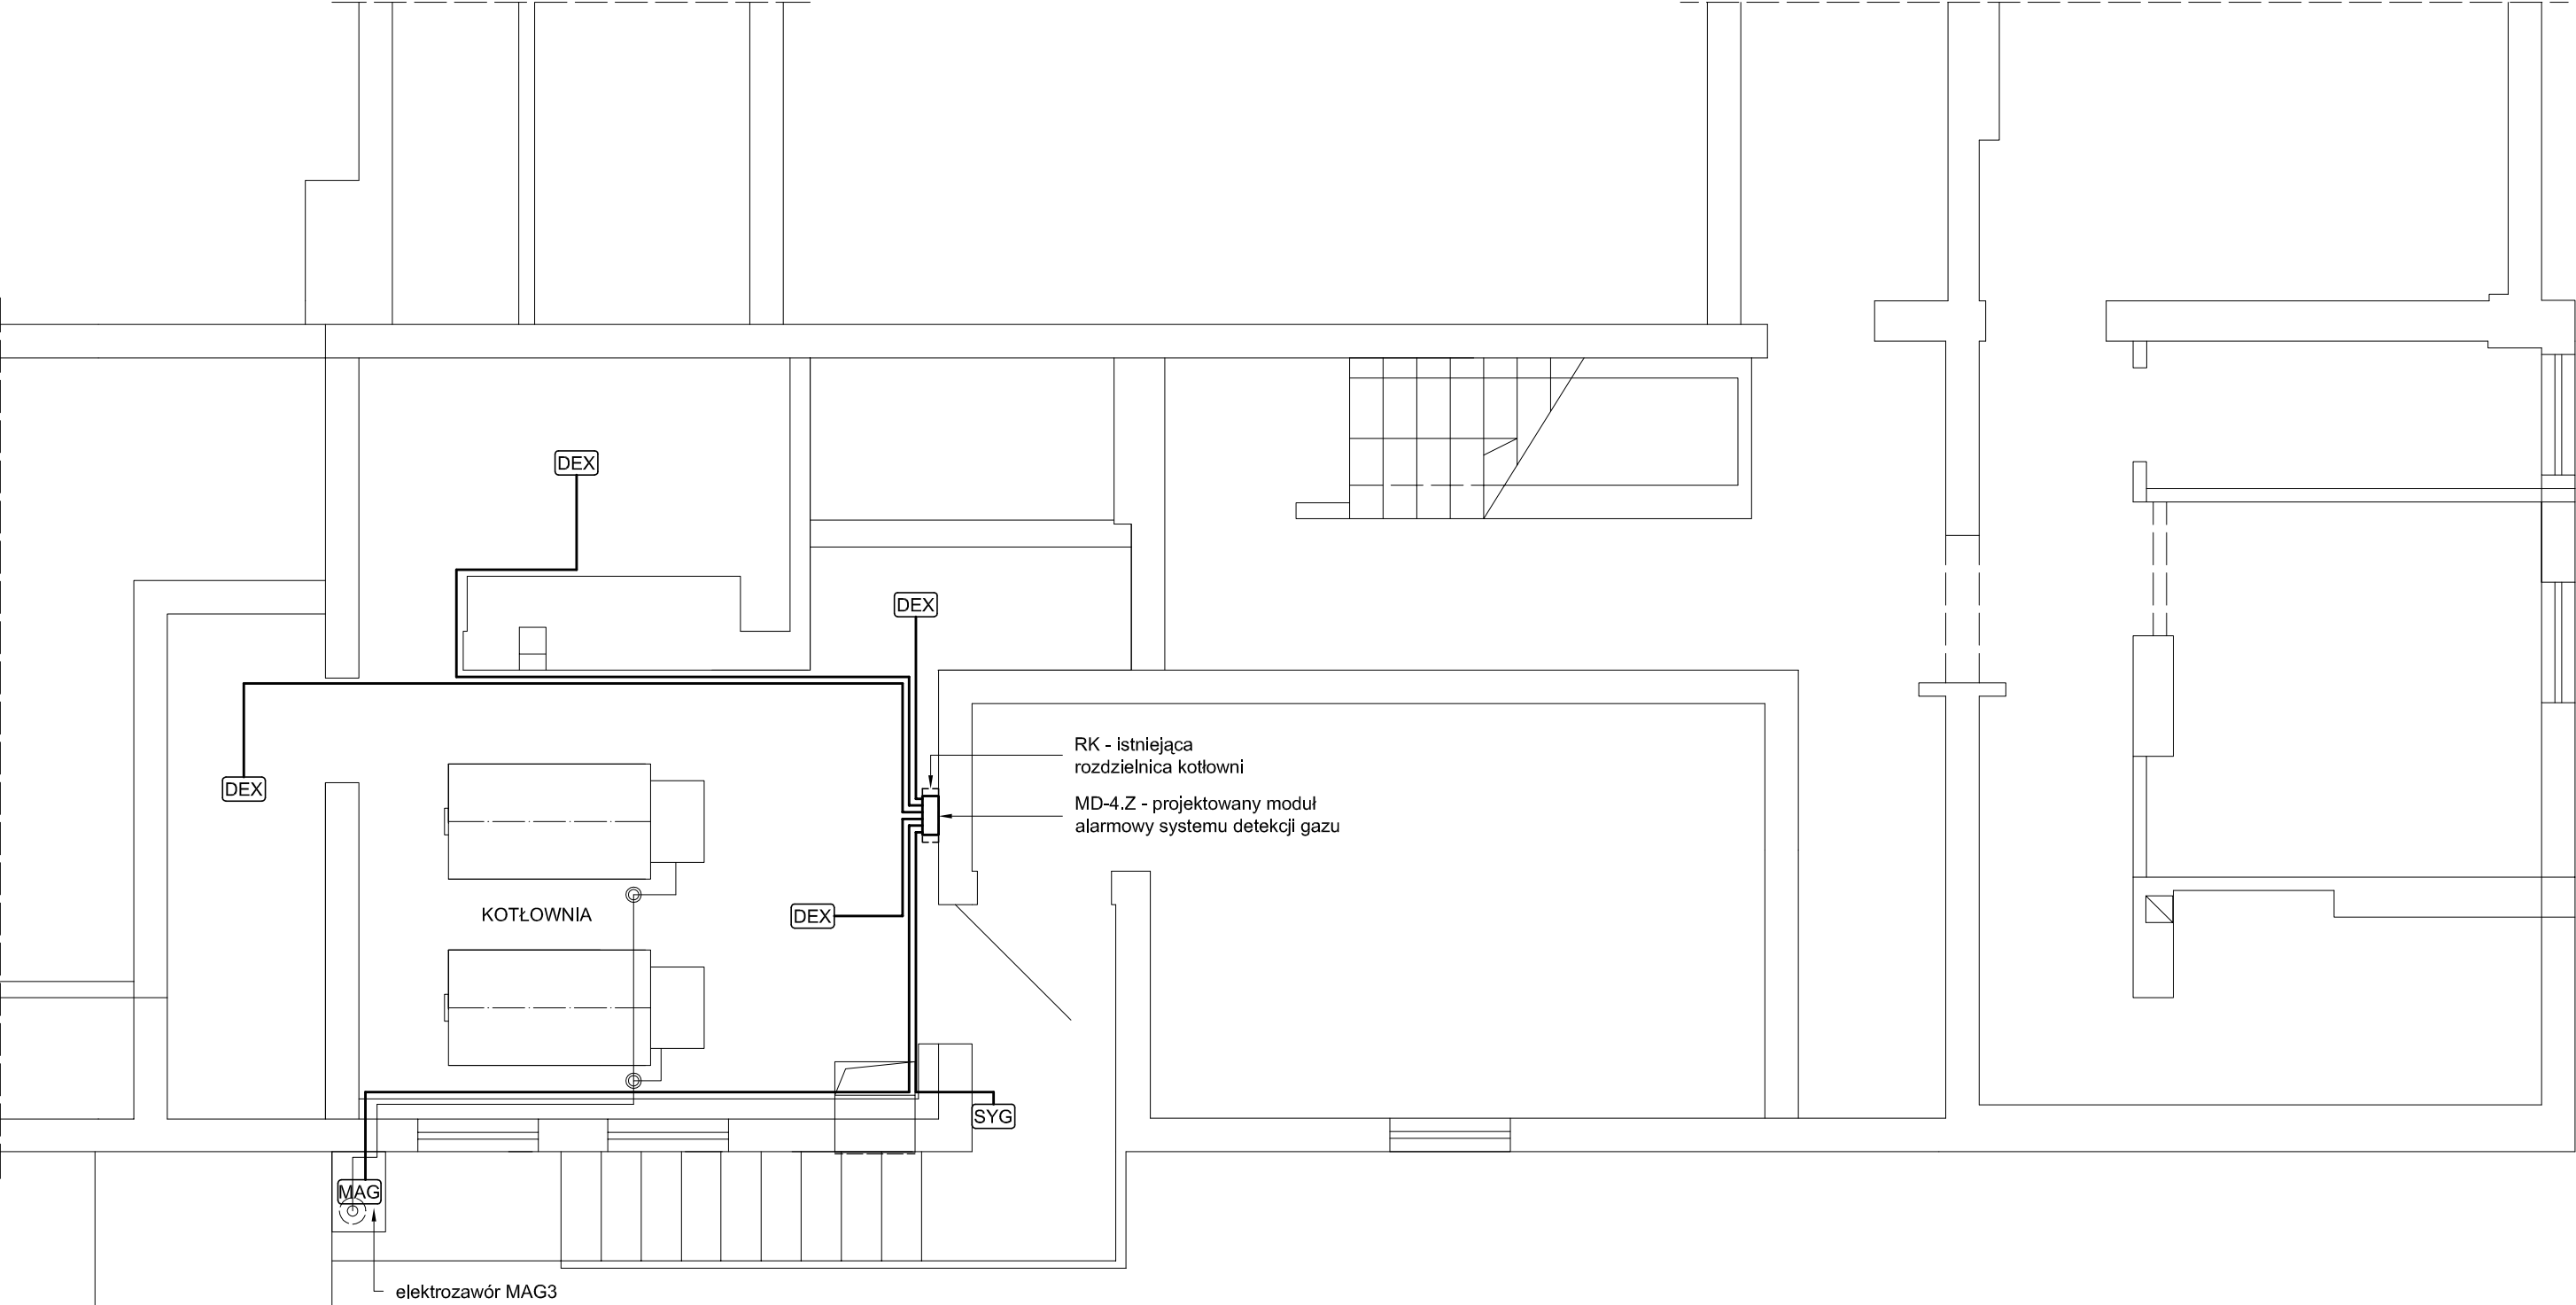 DEX
DEX
RK - istniejąca
rozdzielnica kotłowni
DEX
MD-4.Z - projektowany moduł
alarmowy systemu detekcji gazu
KOTŁOWNIA
DEX
SYG
MAG
elektrozawór MAG3